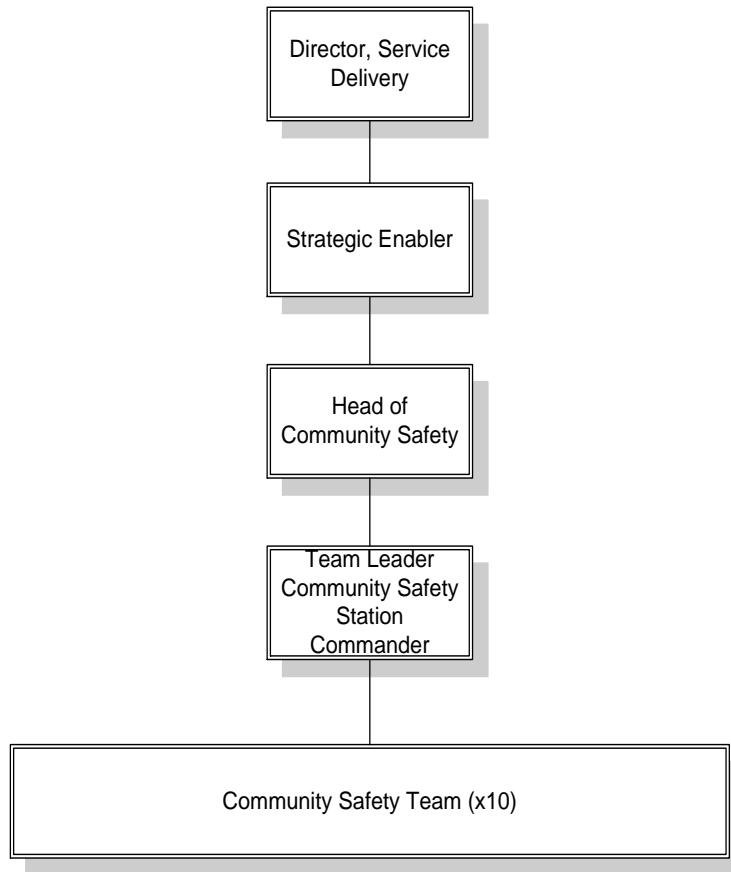 Director, Service
Delivery
Strategic Enabler
Head of
Community Safety
Team Leader
Community Safety
Station
Commander
Community Safety Team (x10)